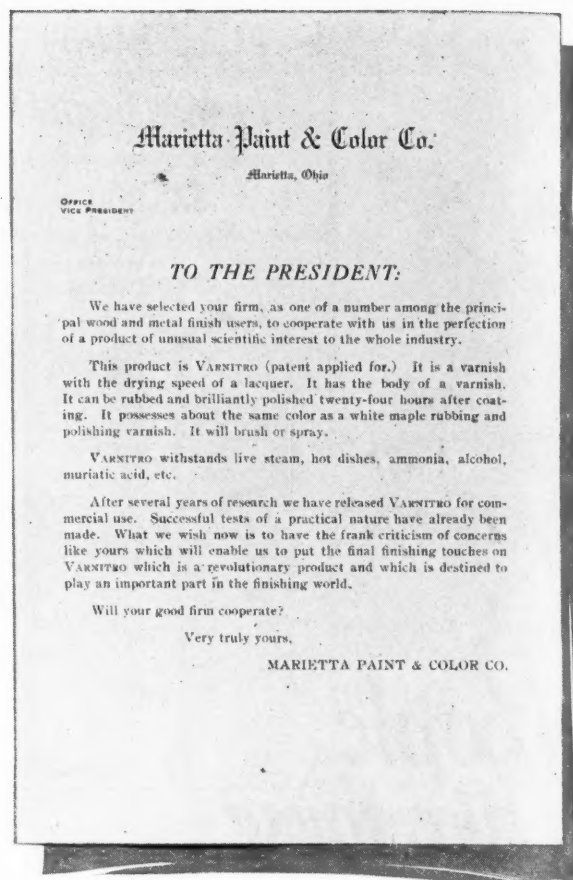 Marietta Paint & Color Co.
Marietta, Ohio
OFFICE
VICE PRESIDENT
TO THE PRESIDENT:
We have selected your firm, as one of a number among the princi-
pal wood and metal finish users, to cooperate with us in the perfection
of a product of unusual scientific interest to the whole industry.
This product is VARNITRO (patent applied for.) It is a varnish
with the drying speed of a lacquer. It has the body of a varnish.
It can be rubbed and brilliantly polished twenty-four hours after coat-
ing. It possesses about the same color as a white maple rubbing and
polishing varnish. It will brush or spray.
VARNITRO withstands live steam, hot dishes, ammonia, alcohol,
muriatic acid, etc.
After several years of research we have released VARNITRO for com-
mercial use. Successful tests of a practical nature have already been
made. What we wish now is to have the frank criticism of concerns
like yours which will enable us to put the final finishing touches on
VARNITRO which is a revolutionary product and which is destined to
play an important part in the finishing world.
Will your good firm cooperate?
Very truly yours,
MARIETTA PAINT & COLOR CO.